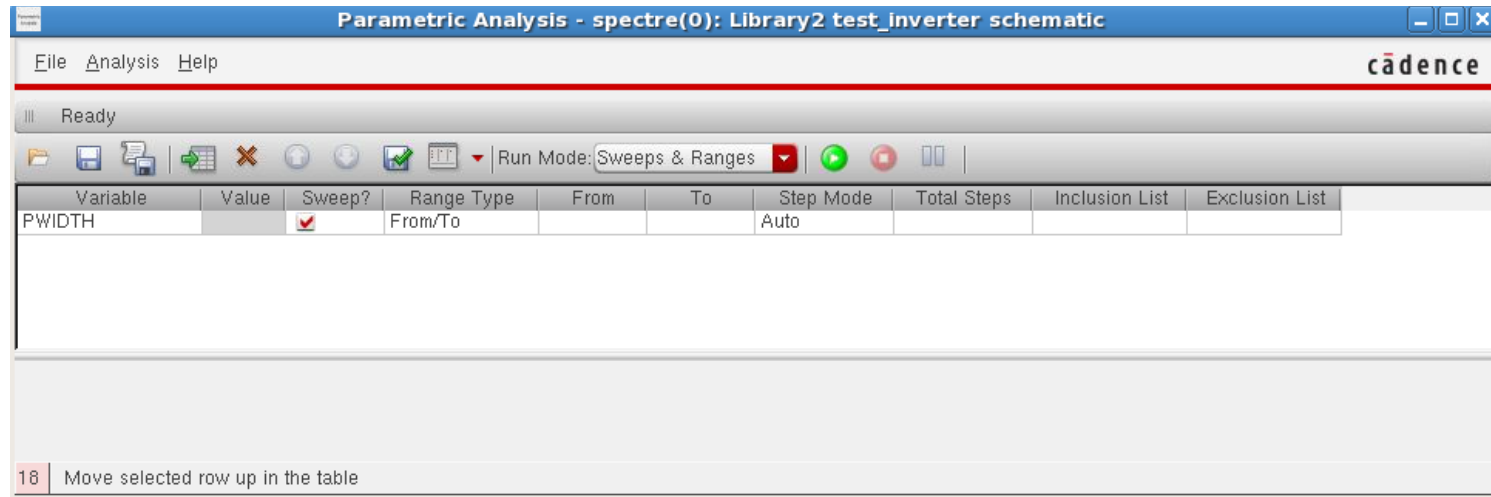 Parametric Analysis - spectre(0): Library2 test_inverter schematic
File Analysis Help
cādence
Ready
Run Mode: Sweeps & Ranges
Variable Value Sweep? Range Type From To Step Mode Total Steps Inclusion List Exclusion List
PWIDTH From/To Auto
18 Move selected row up in the table